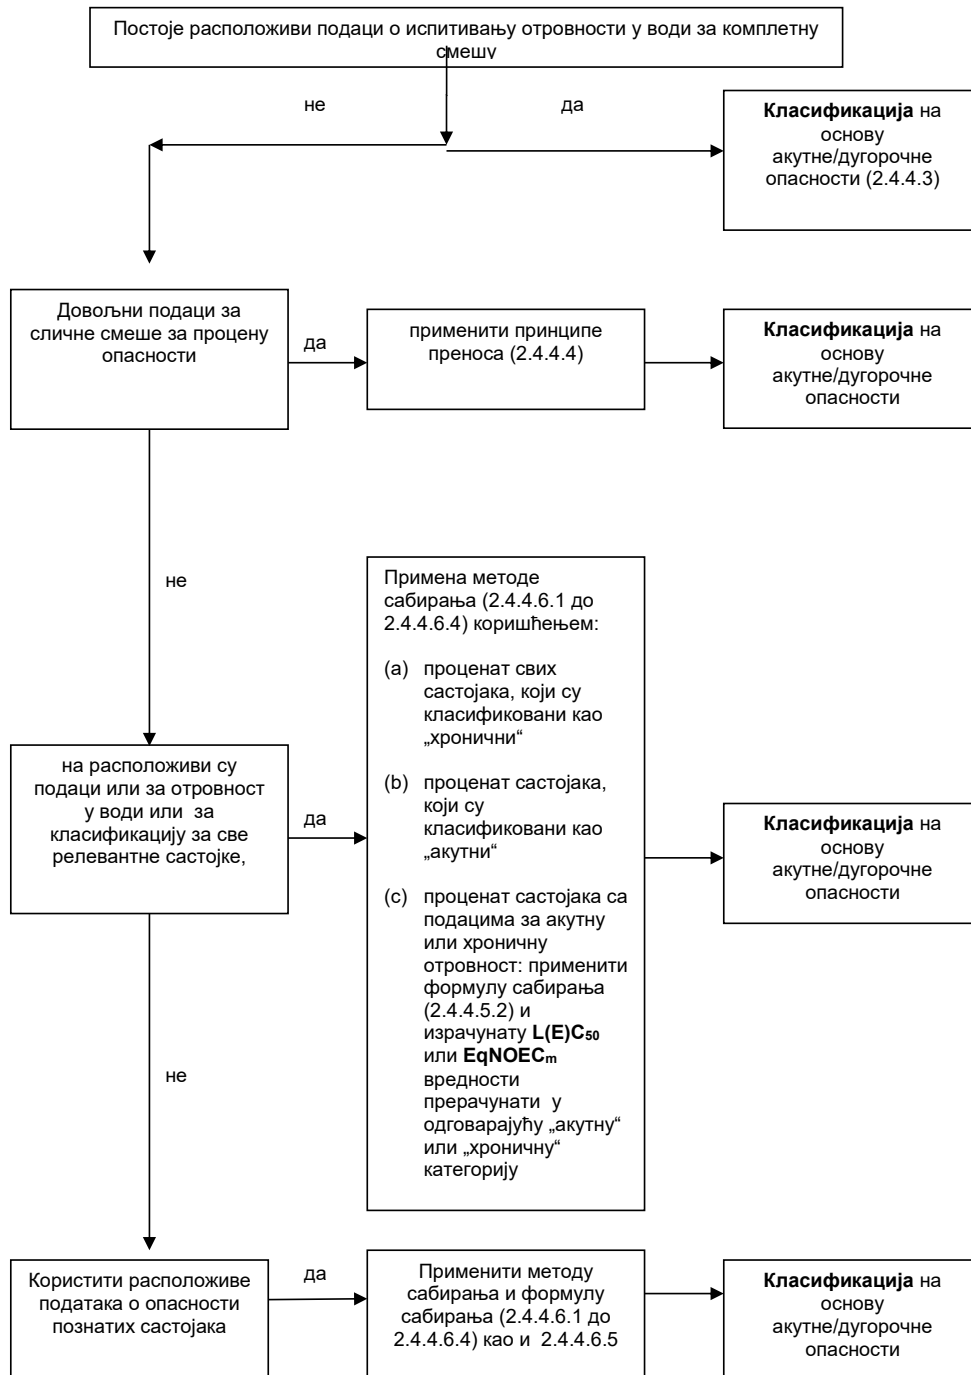 Постоје расположиви подаци о испитивању отровности у води за комплетну
смешу
не
да
Класификација на
основу
акутне/дугорочне
опасности (2.4.4.3)
Довољни подаци за
сличне смеше за процену
опасности
да
применити принципе
преноса (2.4.4.4)
Класификација на
основу
акутне/дугорочне
опасности
не
Примена методе
сабирања (2.4.4.6.1 до
2.4.4.6.4) коришћењем:
(a) проценат свих
састојака, који су
класификовани као
„хронични“
(b) проценат састојака,
који су
класификовани као
„акутни“
(c) проценат састојака са
подацима за акутну
или хроничну
отровност: применити
формулу сабирања
(2.4.4.5.2) и
израчунату L(E)C₅₀
или EqNOECₘ
вредности
прерачунати у
одговарајућу „акутну“
или „хроничну“
категорију
на расположиви су
подаци или за отровност
у води или за
класификацију за све
релевантне састојке,
да
Класификација на
основу
акутне/дугорочне
опасности
не
Користити расположиве
података о опасности
познатих састојака
да
Применити методу
сабирања и формулу
сабирања (2.4.4.6.1 до
2.4.4.6.4) као и 2.4.4.6.5
Класификација на
основу
акутне/дугорочне
опасности